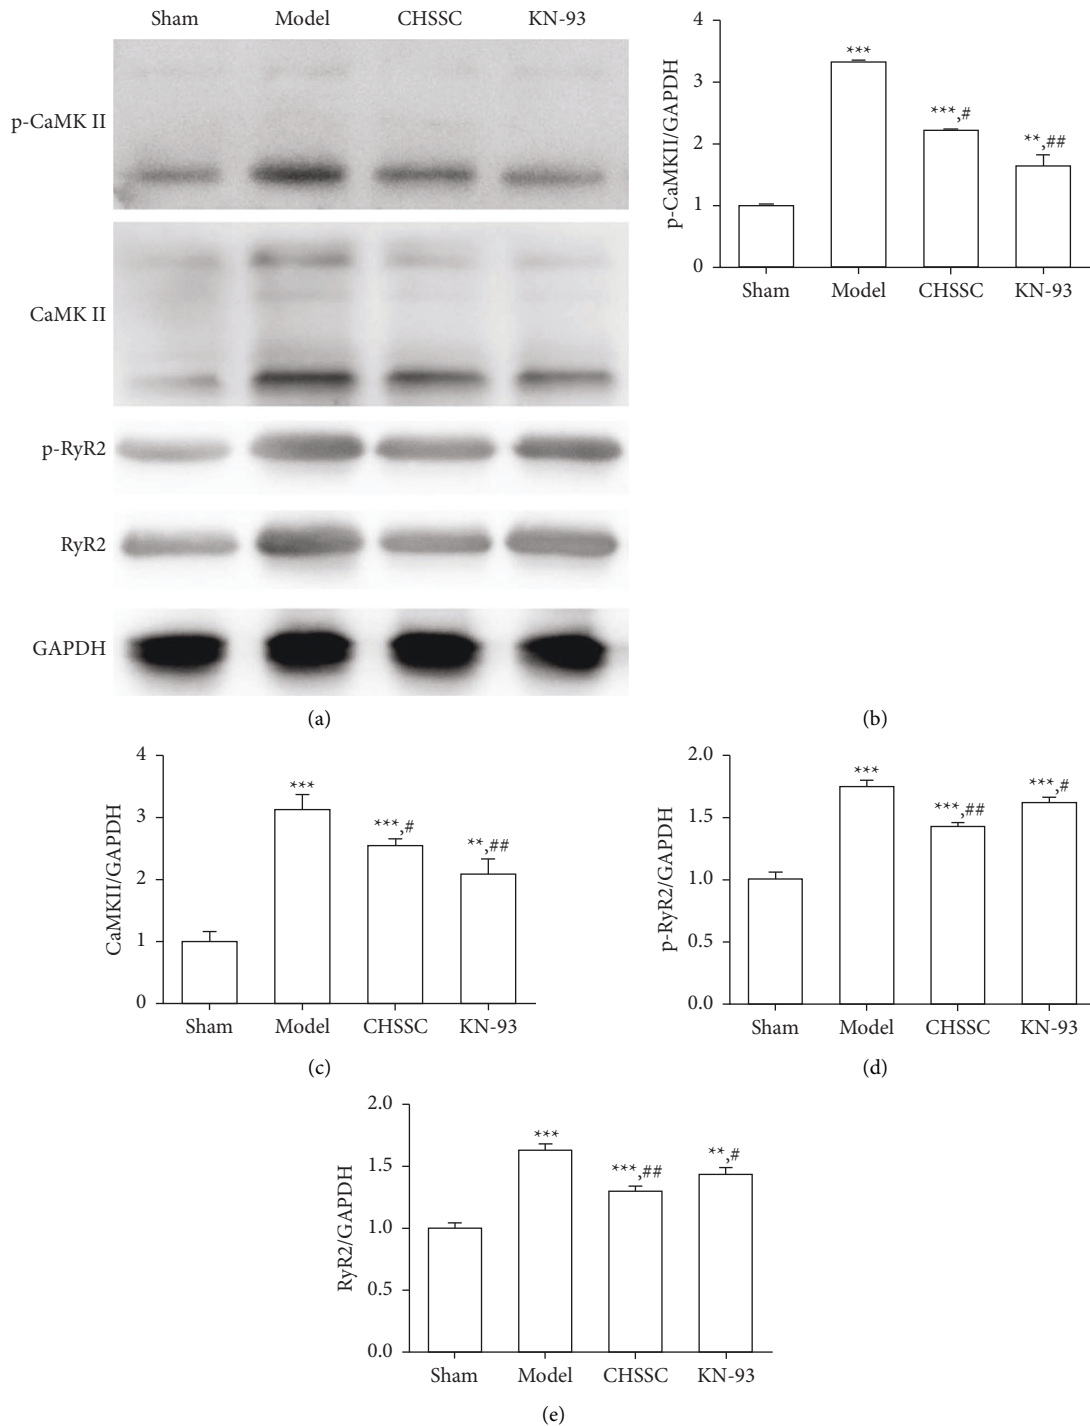 Sham Model CHSSC KN-93
p-CaMK II
CaMK II
p-RyR2
RyR2
GAPDH
(a)
p-CaMKII/GAPDH
4
3
2
1
0
***
***,#
**,##
Sham Model CHSSC KN-93
(b)
CaMKII/GAPDH
4
3
2
1
0
***
***,#
**,##
Sham Model CHSSC KN-93
(c)
p-RyR2/GAPDH
2.0
1.5
1.0
0.5
0.0
***
***,##
***,#
Sham Model CHSSC KN-93
(d)
RyR2/GAPDH
2.0
1.5
1.0
0.5
0.0
***
***,##
**,#
Sham Model CHSSC KN-93
(e)